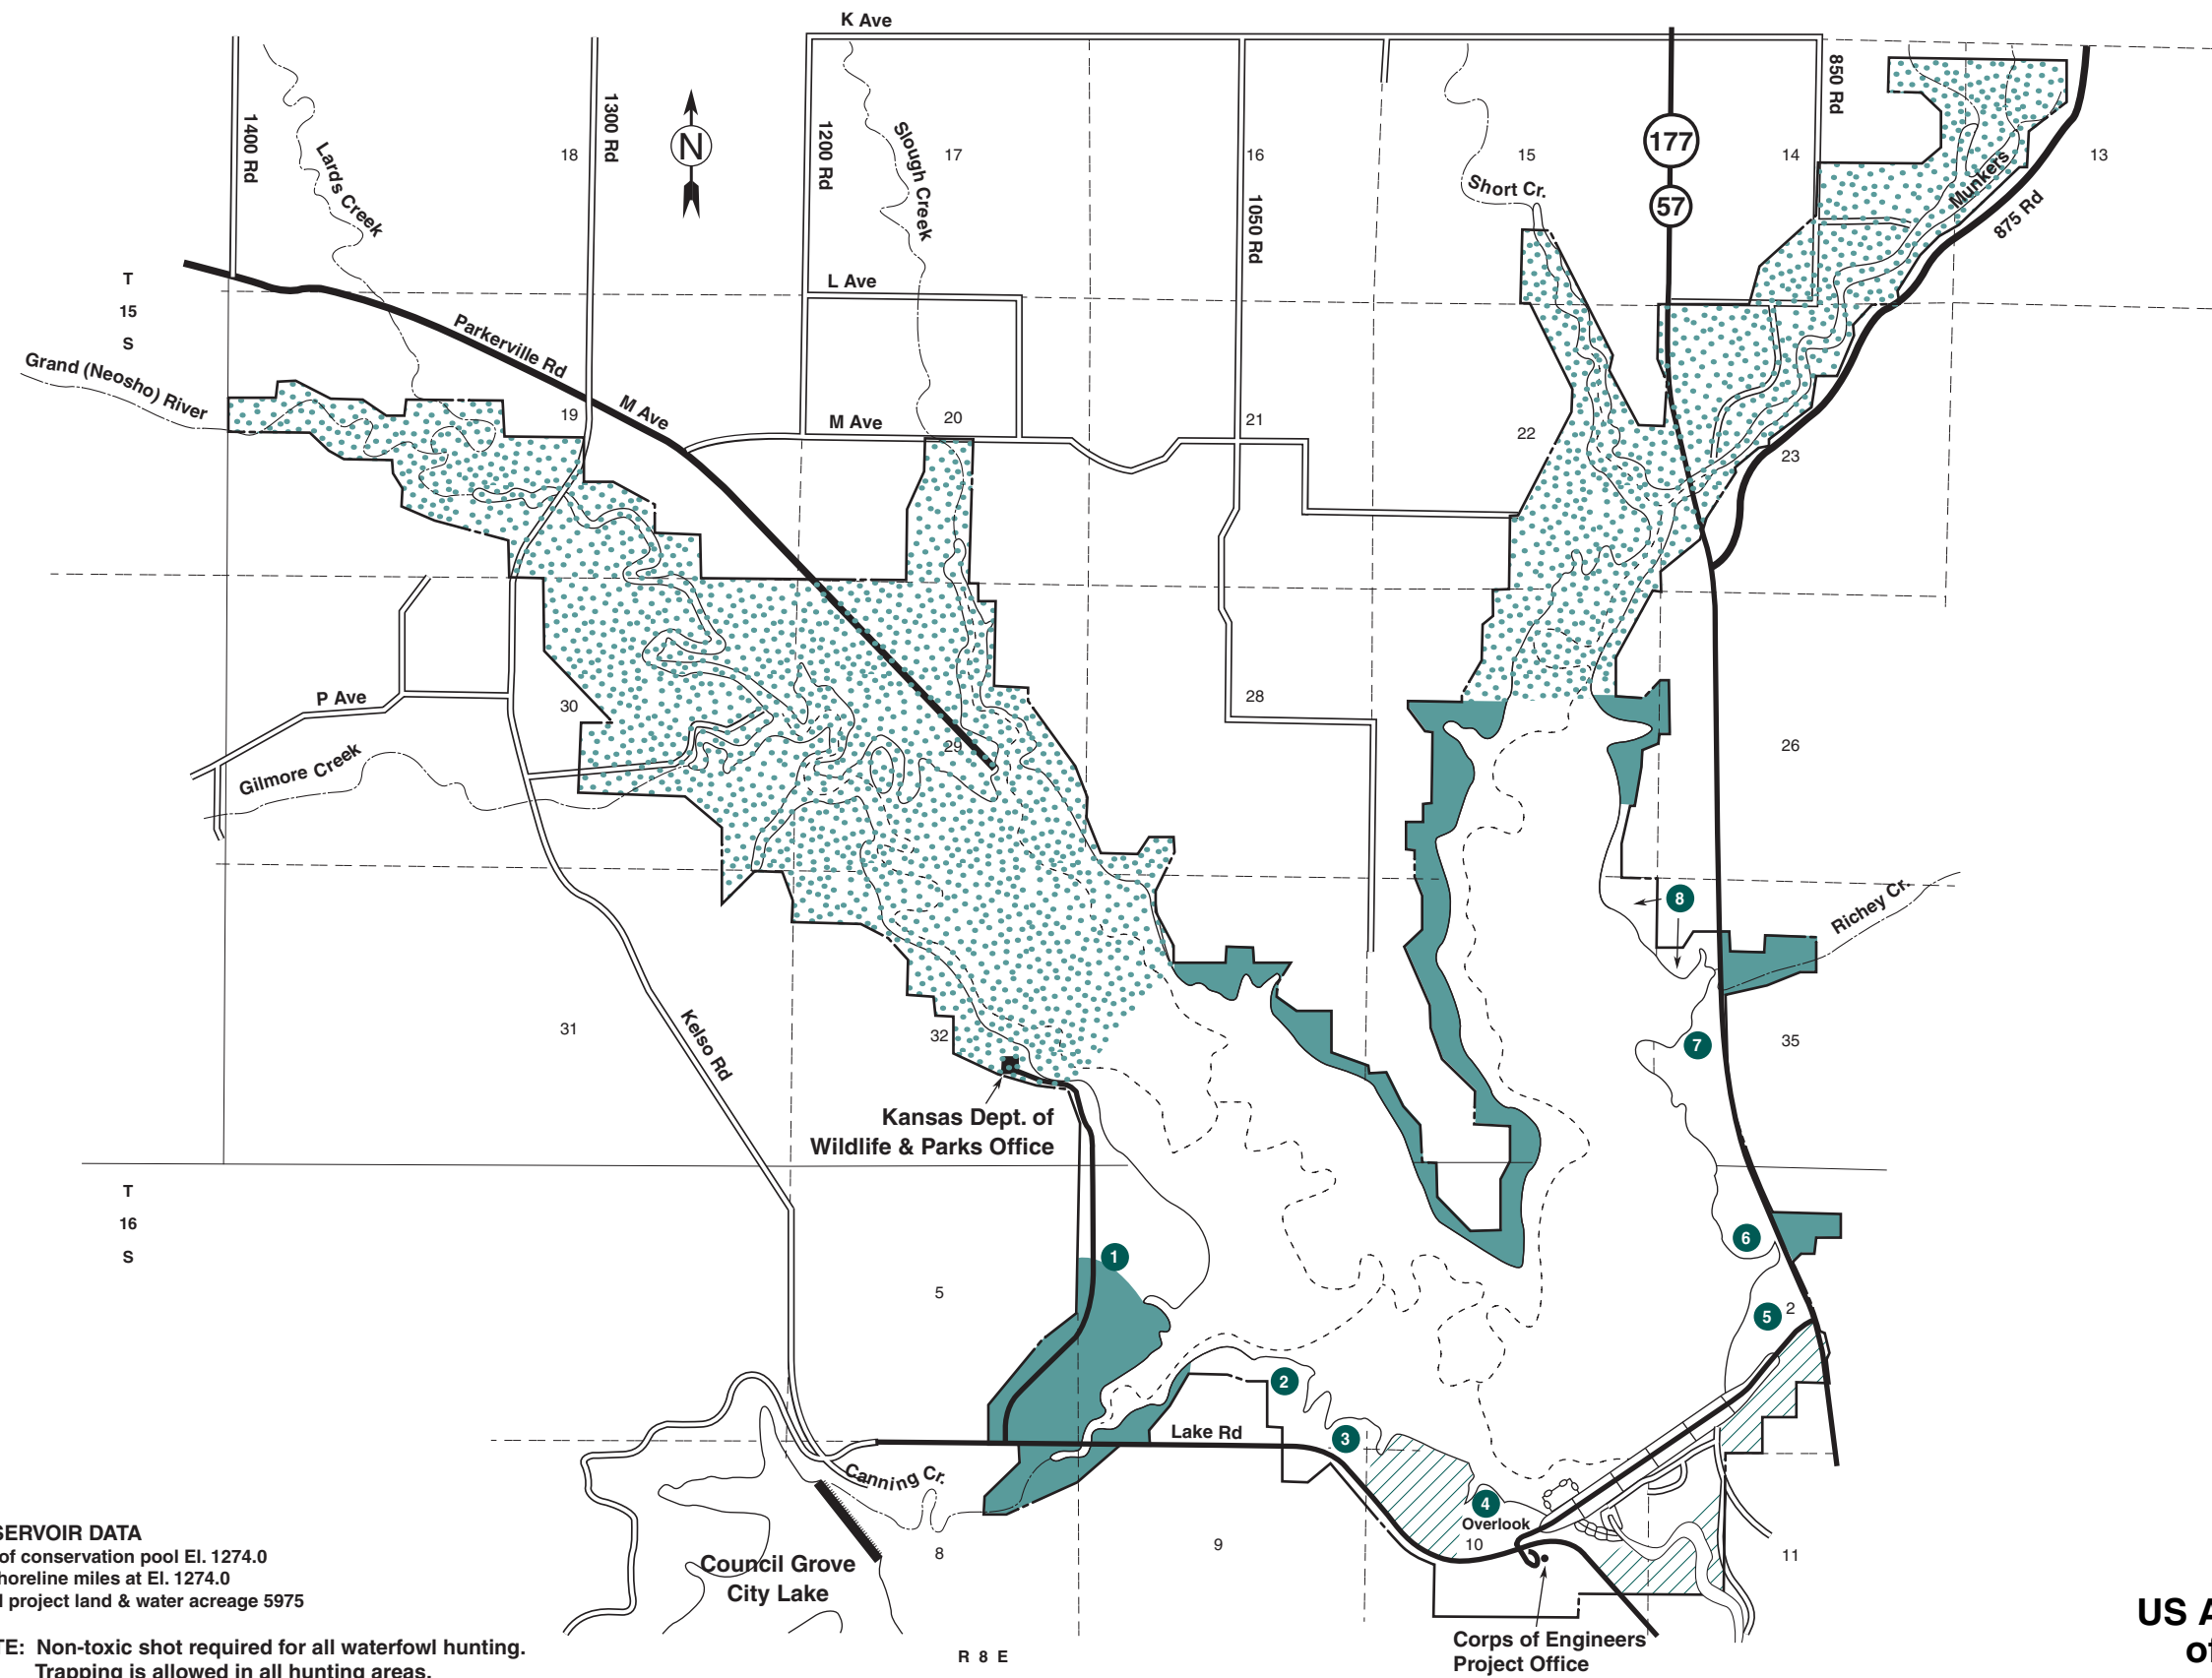 K Ave
1400 Rd
Lards Creek
18
1300 Rd
N
1200 Rd
Slough Creek
17
16
1050 Rd
15
Short Cr.
177
57
14
850 Rd
Munkers
875 Rd
13
T
15
S
L Ave
Grand (Neosho) River
Parkerville Rd
M Ave
19
M Ave
20
21
22
23
P Ave
30
Gilmore Creek
29
28
26
8
Richey Cr.
31
Kelso Rd
32
7
35
Kansas Dept. of
Wildlife & Parks Office
T
16
S
5
1
6
5
2
2
3
Lake Rd
Canning Cr.
4
Overlook
10
Council Grove
City Lake
8
9
11
SERVOIR DATA
of conservation pool El. 1274.0
horeline miles at El. 1274.0
l project land & water acreage 5975
TE: Non-toxic shot required for all waterfowl hunting.
Trapping is allowed in all hunting areas.
R 8 E
Corps of Engineers
Project Office
US A
of